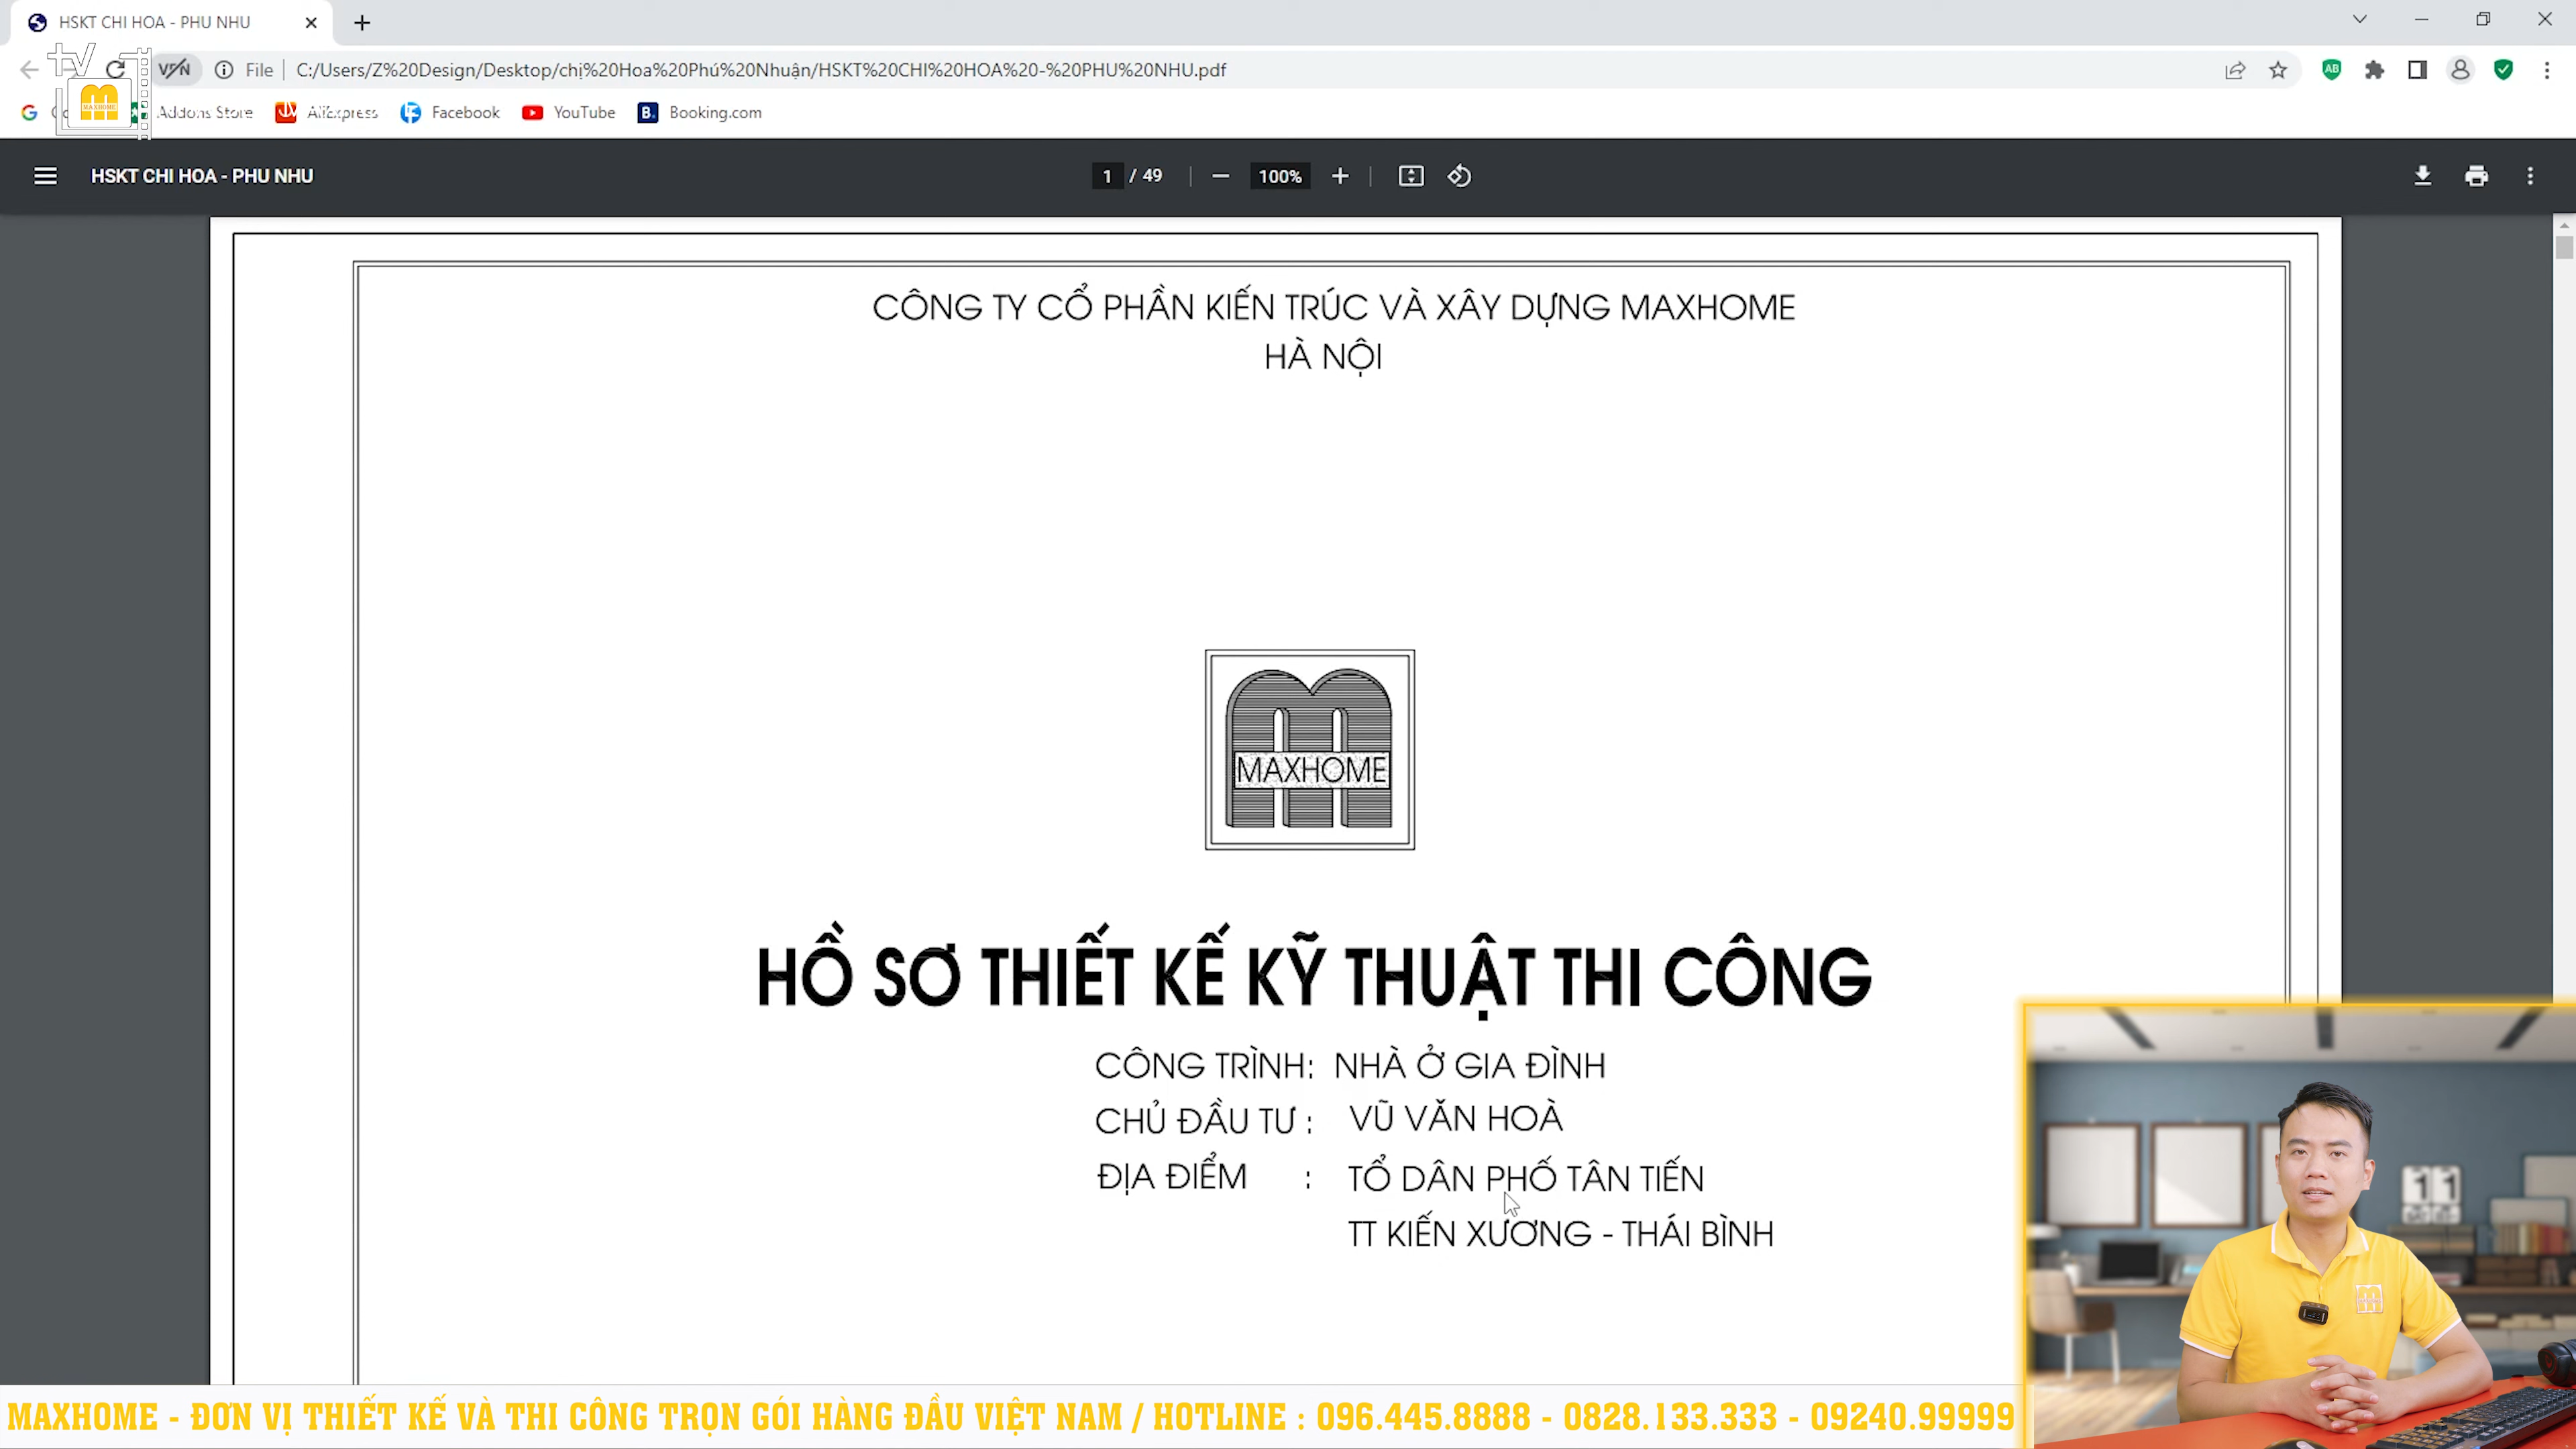 HSKT CHI HOA - PHU NHU
tv
VPN
File
C:/Users/Z%20Design/Desktop/chị%20Hoa%20Phú%20Nhuận/HSKT%20CHI%20HOA%20-%20PHU%20NHU.pdf
MAXHOME
Addons Store
AliExpress
Facebook
YouTube
B.
Booking.com
HSKT CHI HOA - PHU NHU
1 / 49
100%
CÔNG TY CỔ PHẦN KIẾN TRÚC VÀ XÂY DỰNG MAXHOME
HÀ NỘI
MAXHOME
HỒ SƠ THIẾT KẾ KỸ THUẬT THI CÔNG
CÔNG TRÌNH: NHÀ Ở GIA ĐÌNH
CHỦ ĐẦU TƯ : VŨ VĂN HOÀ
ĐỊA ĐIỂM : TỔ DÂN PHỐ TÂN TIẾN
TT KIẾN XƯƠNG - THÁI BÌNH
11
MAXHOME - ĐƠN VỊ THIẾT KẾ VÀ THI CÔNG TRỌN GÓI HÀNG ĐẦU VIỆT NAM / HOTLINE : 096.445.8888 - 0828.133.333 - 09240.99999